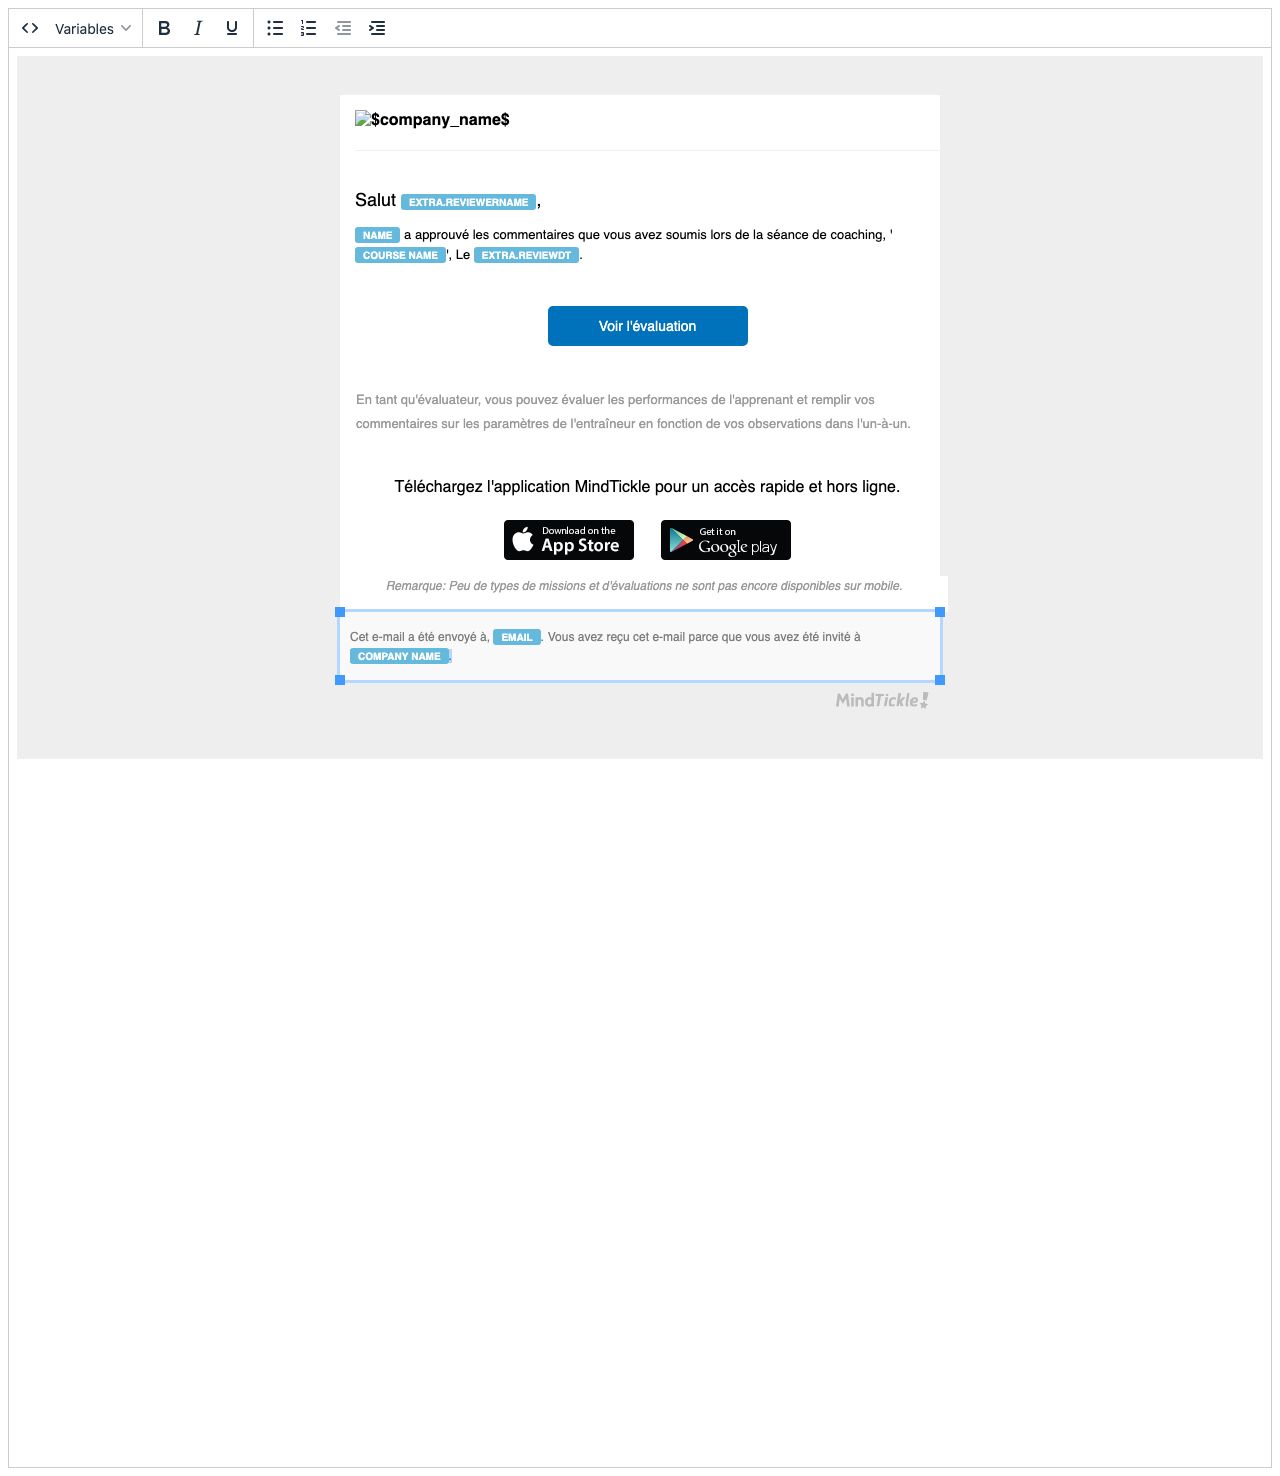 Variables B I U
$company_name$
Salut EXTRA.REVIEWERNAME,
NAME a approuvé les commentaires que vous avez soumis lors de la séance de coaching, '
COURSE NAME', Le EXTRA.REVIEWDT.
Voir l'évaluation
En tant qu'évaluateur, vous pouvez évaluer les performances de l'apprenant et remplir vos
commentaires sur les paramètres de l'entraîneur en fonction de vos observations dans l'un-à-un.
Téléchargez l'application MindTickle pour un accès rapide et hors ligne.
Download on the
App Store
Get it on
Google play
Remarque: Peu de types de missions et d'évaluations ne sont pas encore disponibles sur mobile.
Cet e-mail a été envoyé à, EMAIL. Vous avez reçu cet e-mail parce que vous avez été invité à
COMPANY NAME.
MindTickle!